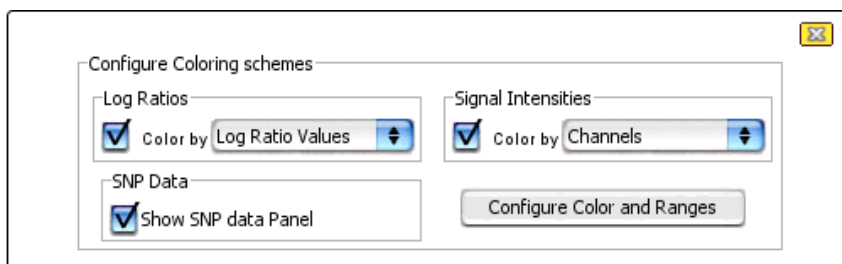 Configure Coloring schemes
Log Ratios
Color by Log Ratio Values
Signal Intensities
Color by Channels
SNP Data
Show SNP data Panel
Configure Color and Ranges